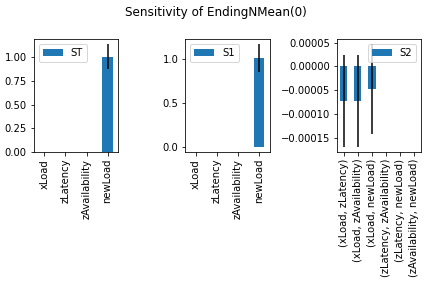 Sensitivity of EndingNMean(0)
ST
1.00
0.75
0.50
0.25
0.00
xLoad
zLatency
zAvailability
newLoad
S1
1.0
0.5
0.0
xLoad
zLatency
zAvailability
newLoad
S2
0.00005
0.00000
−0.00005
−0.00010
−0.00015
(xLoad, zLatency)
(xLoad, zAvailability)
(xLoad, newLoad)
(zLatency, zAvailability)
(zLatency, newLoad)
(zAvailability, newLoad)